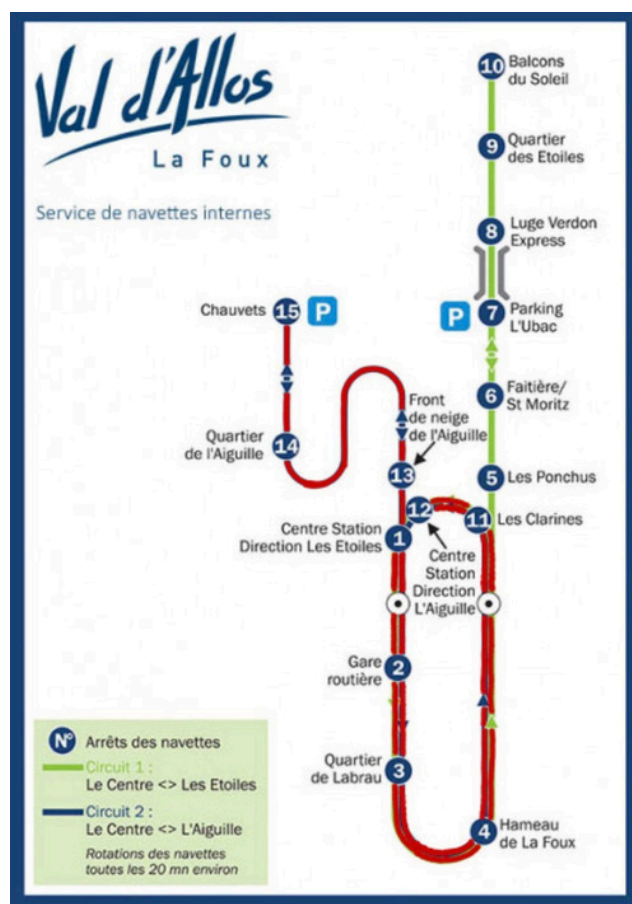 Val d'Allos
La Foux
Service de navettes internes
10 Balcons
du Soleil
9 Quartier
des Etoiles
8 Luge Verdon
Express
P 7 Parking
L'Ubac
Chauvets 15 P
6 Faitière/
St Moritz
Front
de neige
de l'Aiguille
Quartier
de l'Aiguille 14
13
5 Les Ponchus
12
11 Les Clarines
Centre Station
Direction Les Etoiles 1
Centre
Station
Direction
L'Aiguille
Gare
routière 2
Quartier
de Labrau 3
4 Hameau
de La Foux
N° Arrêts des navettes
Circuit 1 :
Le Centre <> Les Etoiles
Circuit 2 :
Le Centre <> L'Aiguille
Rotations des navettes
toutes les 20 mn environ